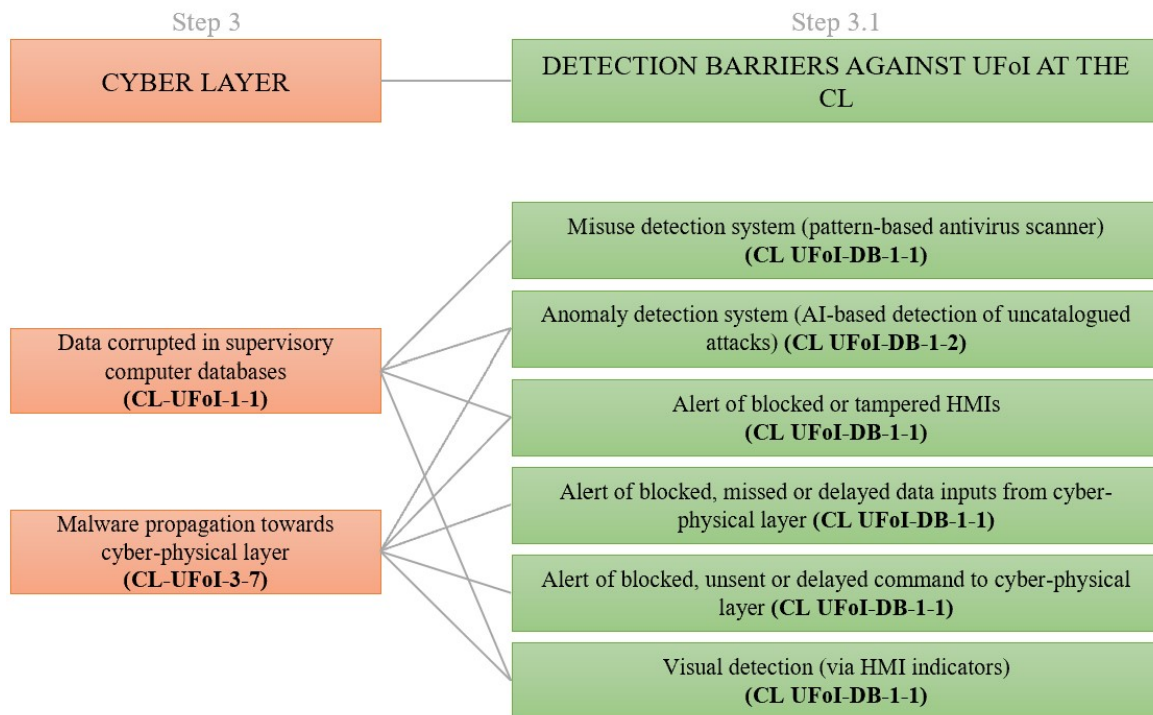 Step 3
Step 3.1
CYBER LAYER
DETECTION BARRIERS AGAINST UFoI AT THE
CL
Misuse detection system (pattern-based antivirus scanner)
(CL UFoI-DB-1-1)
Anomaly detection system (AI-based detection of uncatalogued
attacks) (CL UFoI-DB-1-2)
Data corrupted in supervisory
computer databases
(CL-UFoI-1-1)
Alert of blocked or tampered HMIs
(CL UFoI-DB-1-1)
Alert of blocked, missed or delayed data inputs from cyber-
physical layer (CL UFoI-DB-1-1)
Malware propagation towards
cyber-physical layer
(CL-UFoI-3-7)
Alert of blocked, unsent or delayed command to cyber-physical
layer (CL UFoI-DB-1-1)
Visual detection (via HMI indicators)
(CL UFoI-DB-1-1)